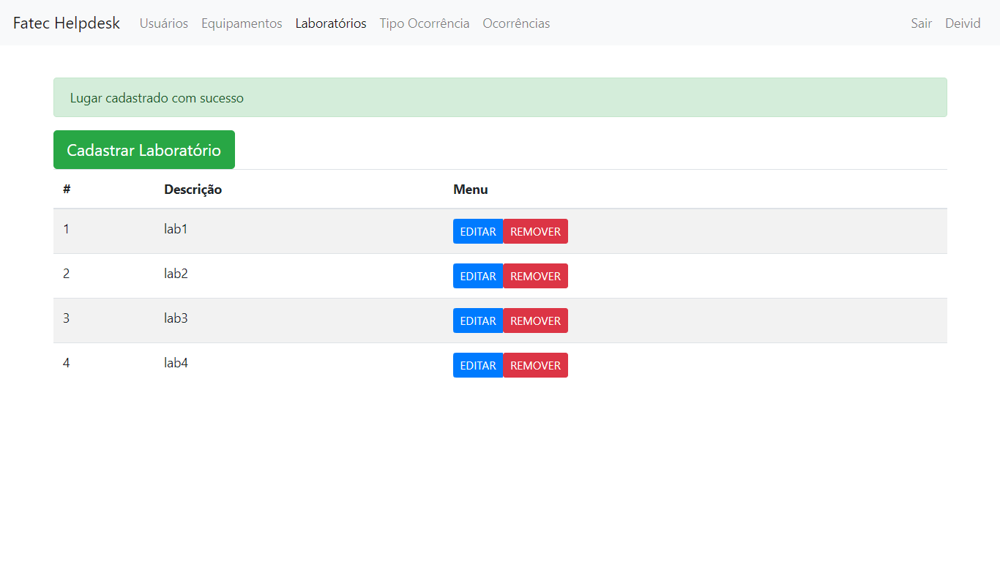 Fatec Helpdesk Usuários Equipamentos Laboratórios Tipo Ocorrência Ocorrências Sair Deivid
Lugar cadastrado com sucesso
Cadastrar Laboratório
# Descrição Menu
1 lab1 EDITAR REMOVER
2 lab2 EDITAR REMOVER
3 lab3 EDITAR REMOVER
4 lab4 EDITAR REMOVER